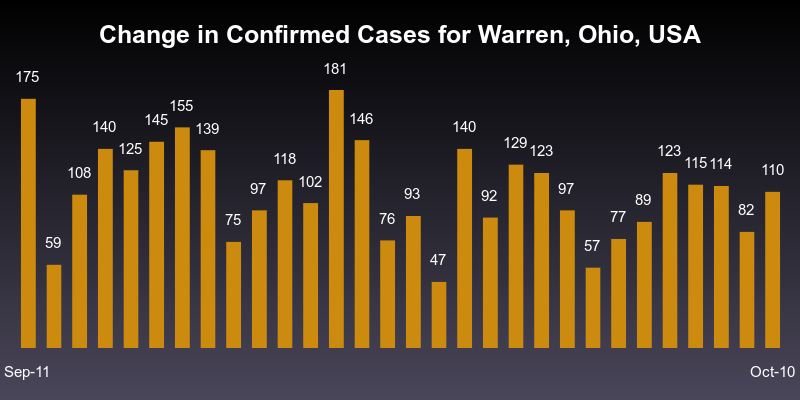 Change in Confirmed Cases for Warren, Ohio, USA
175 59 108 140 125 145 155 139 75 97 118 102 181 146 76 93 47 140 92 129 123 97 57 77 89 123 115 114 82 110
Sep-11 Oct-10